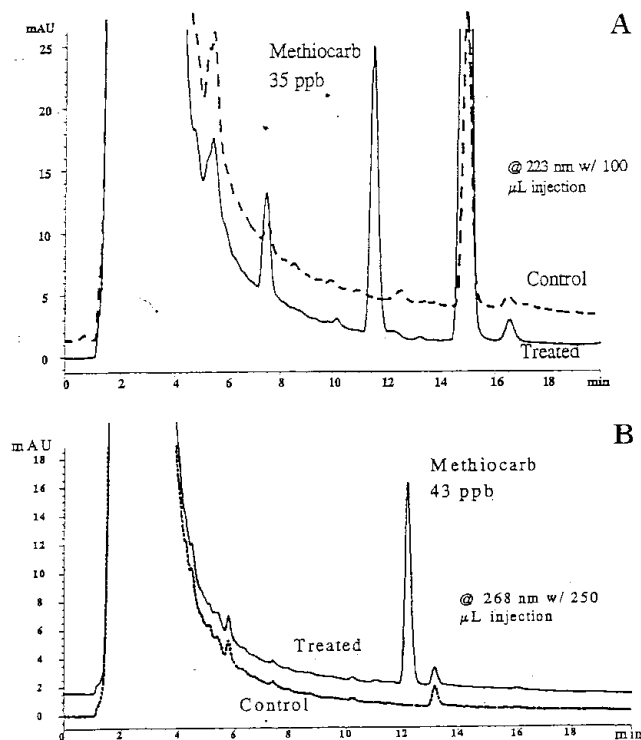 A
mAU
25
20
15
10
5
0
Methiocarb
35 ppb
@ 223 nm w/ 100
µL injection
Control
Treated
0 2 4 6 8 10 12 14 16 18 min
B
mAU
18
16
14
12
10
8
6
4
2
0
Methiocarb
43 ppb
@ 268 nm w/ 250
µL injection
Treated
Control
0 2 4 6 8 10 12 14 16 18 min